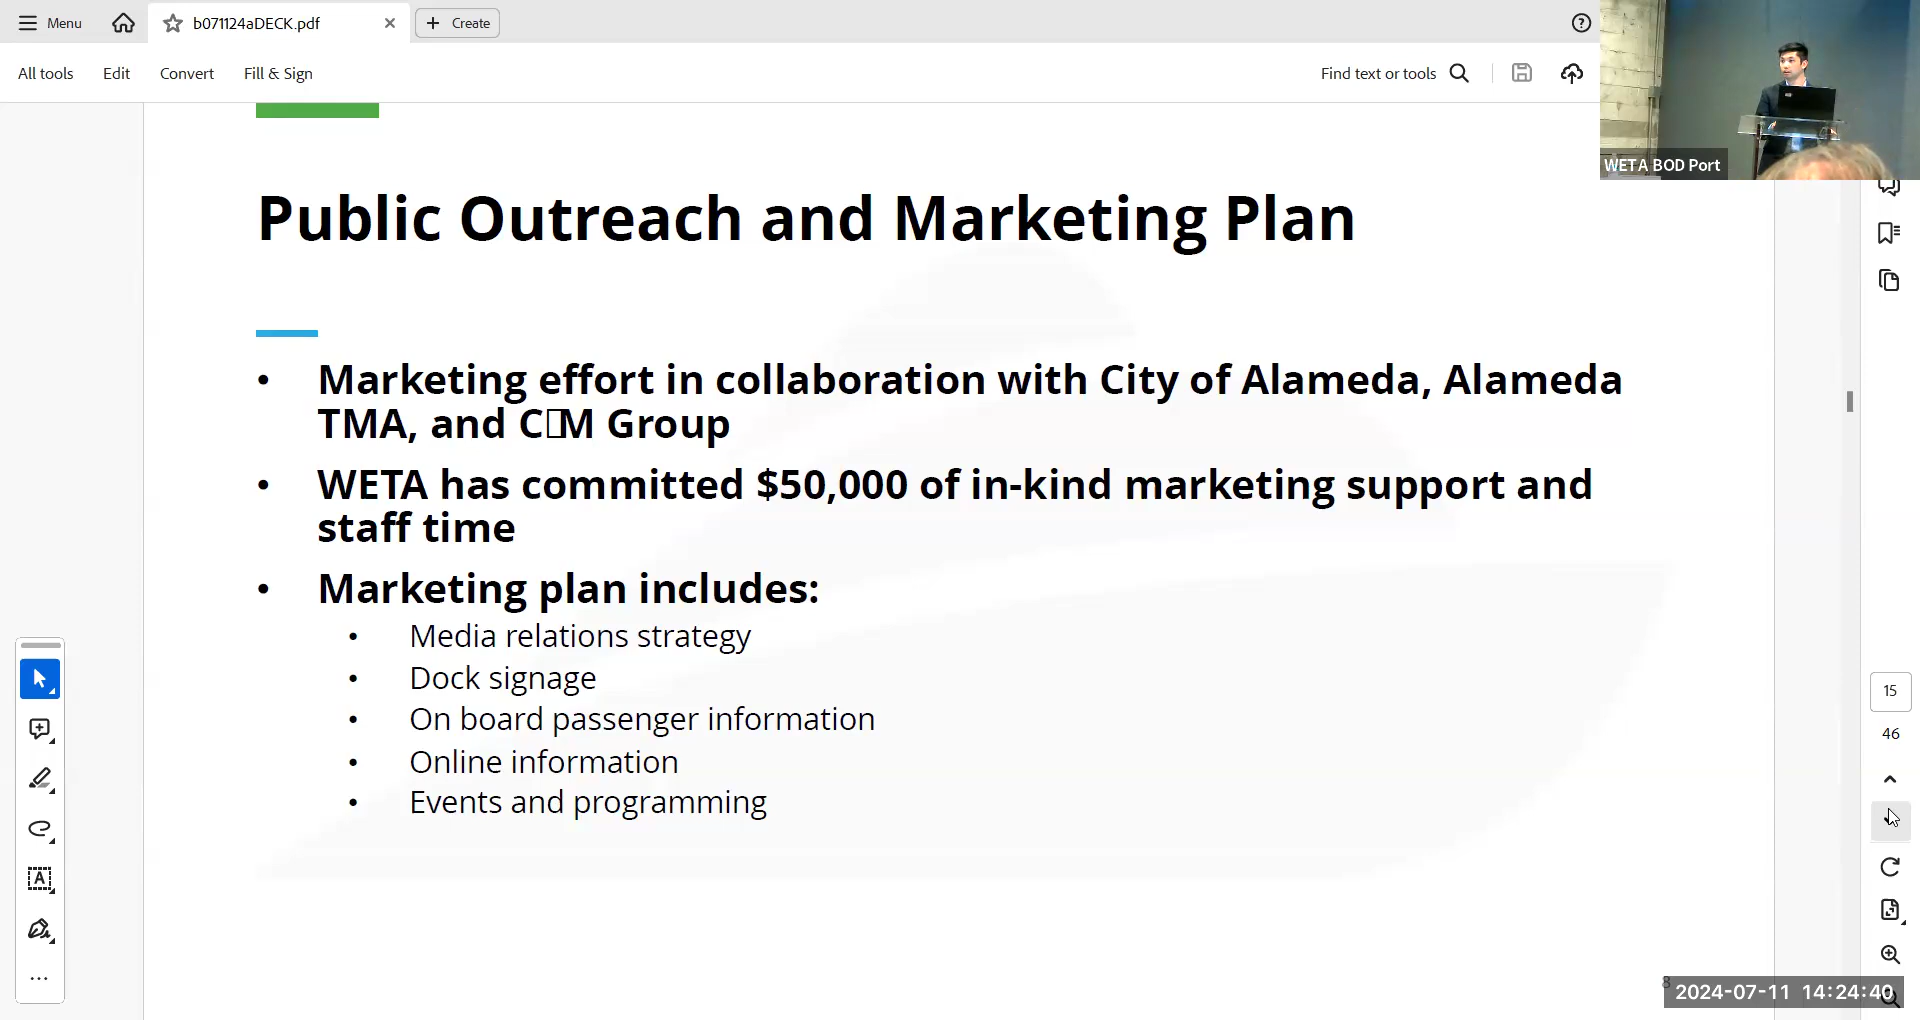 Menu
b071124aDECK.pdf
Create
All tools
Edit
Convert
Fill & Sign
Find text or tools
WETA BOD Port
Public Outreach and Marketing Plan
• Marketing effort in collaboration with City of Alameda, Alameda
TMA, and C▯M Group
• WETA has committed $50,000 of in-kind marketing support and
staff time
• Marketing plan includes:
• Media relations strategy
• Dock signage
• On board passenger information
• Online information
• Events and programming
15
46
8
2024-07-11 14:24:40